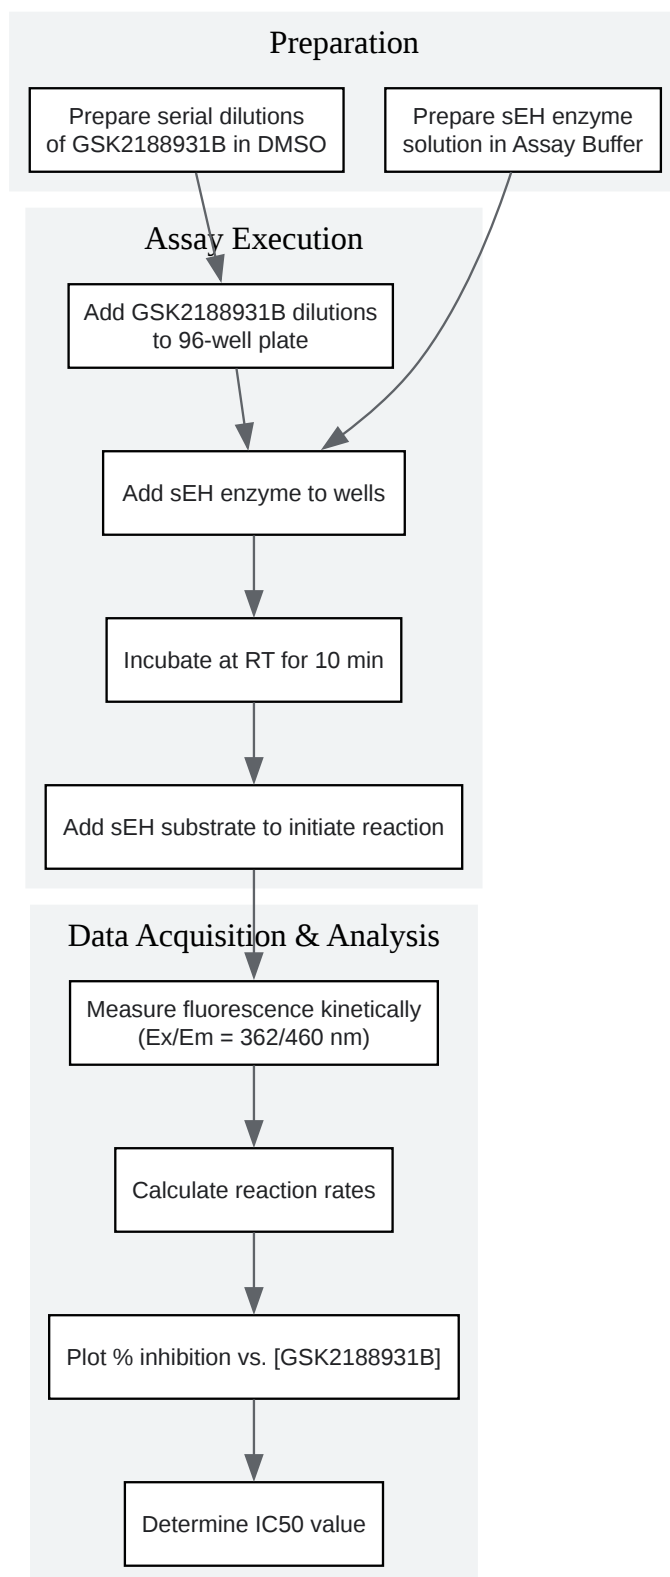 Preparation
Prepare serial dilutions
of GSK2188931B in DMSO
Prepare sEH enzyme
solution in Assay Buffer
Assay Execution
Add GSK2188931B dilutions
to 96-well plate
Add sEH enzyme to wells
Incubate at RT for 10 min
Add sEH substrate to initiate reaction
Data Acquisition & Analysis
Measure fluorescence kinetically
(Ex/Em = 362/460 nm)
Calculate reaction rates
Plot % inhibition vs. [GSK2188931B]
Determine IC50 value